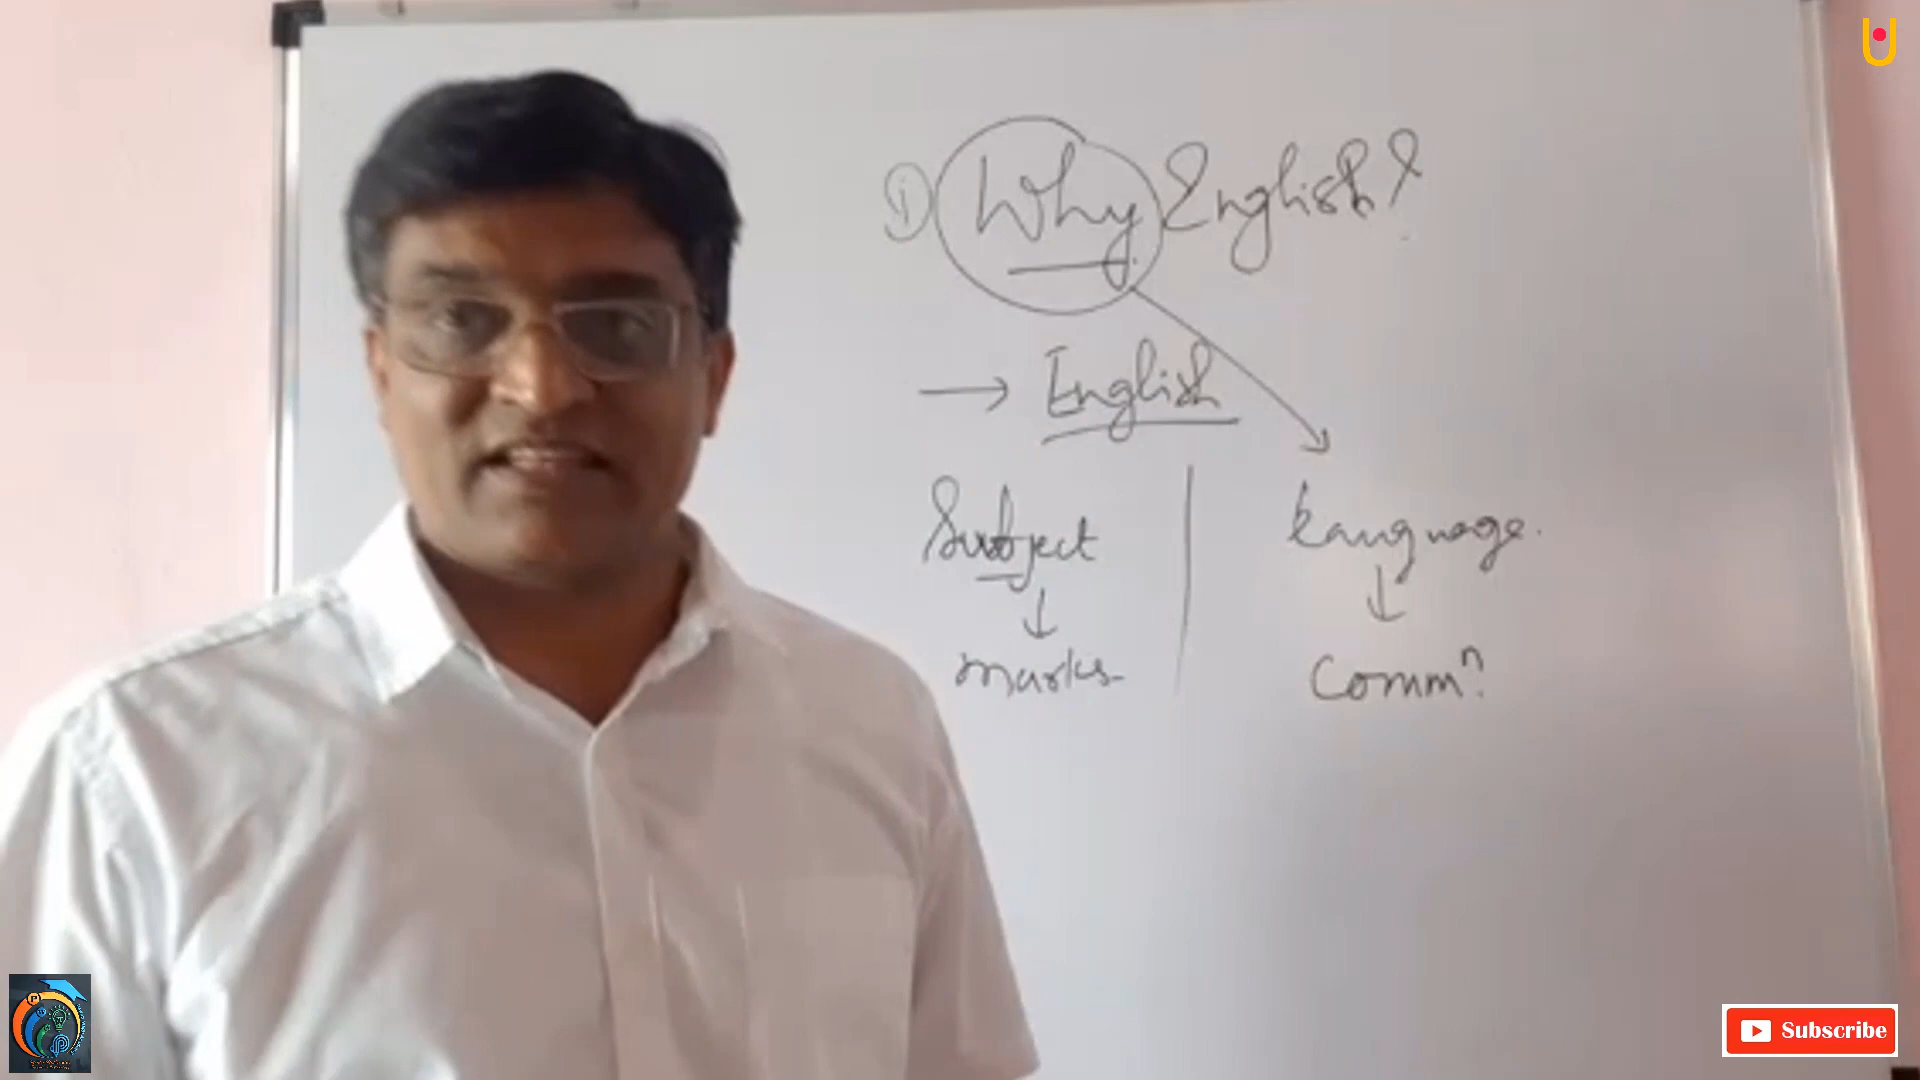 ① Why English?
→ English
Subject | Language.
↓ ↓
Marks Commⁿ.
Subscribe